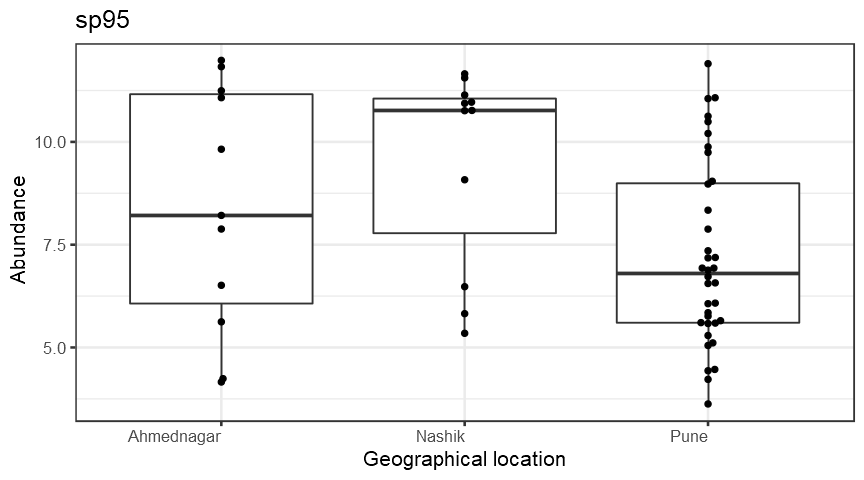 sp95
Abundance
10.0
7.5
5.0
Ahmednagar
Nashik
Pune
Geographical location